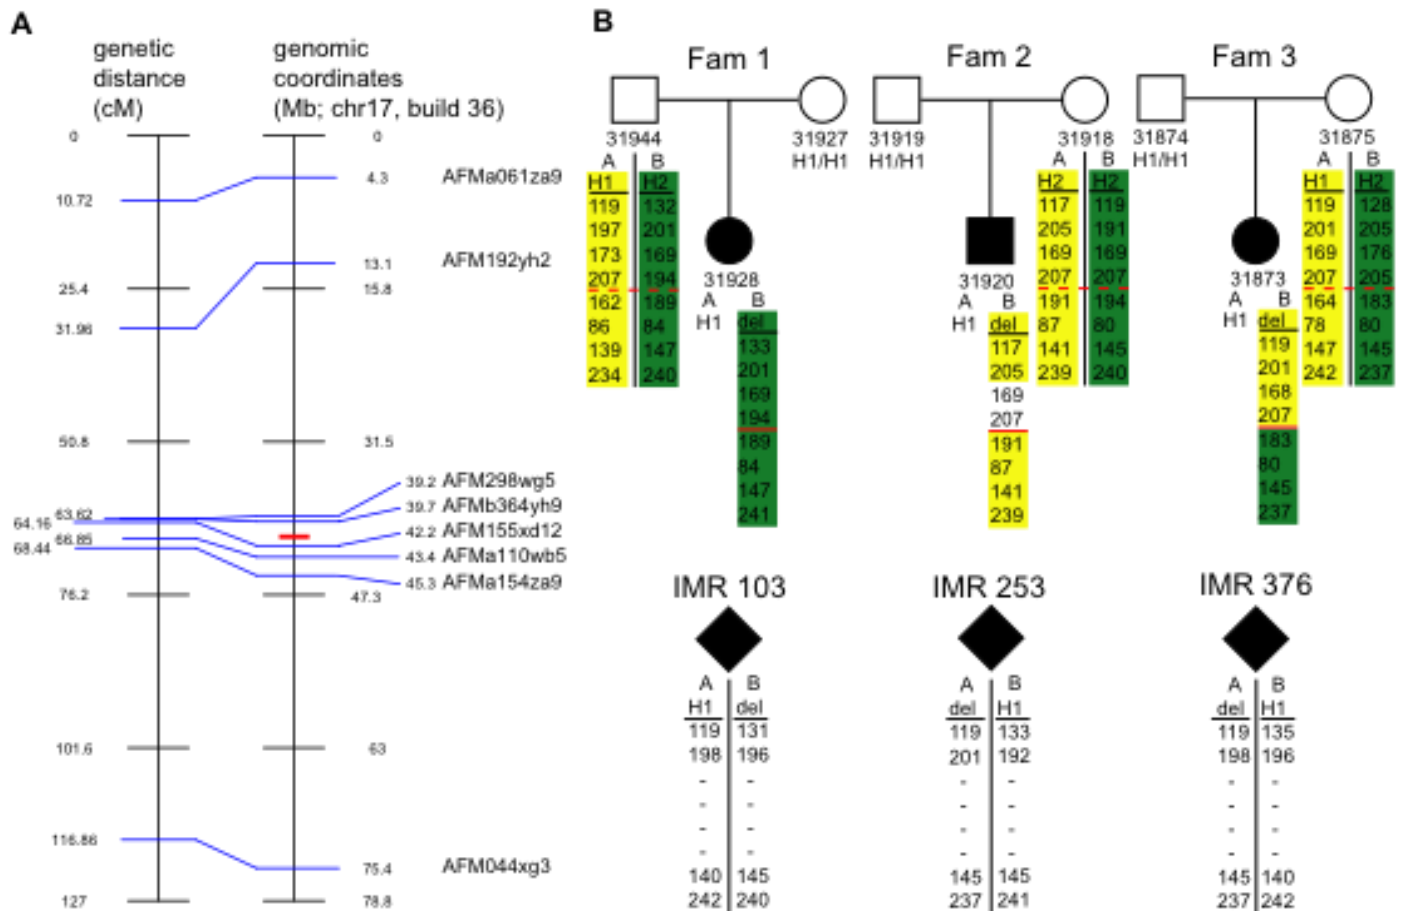 A
genetic
distance
(cM)
genomic
coordinates
(Mb; chr17, build 36)
0
0
4.3
AFMa061za9
10.72
13.1
AFM192yh2
25.4
15.8
31.96
50.8
31.5
39.2 AFM298wg5
39.7 AFMb364yh9
63.62
64.16
42.2 AFM155xd12
66.85
43.4 AFMa110wb5
68.44
45.3 AFMa154za9
76.2
47.3
101.6
63
116.86
75.4
AFM044xg3
127
78.8
B
Fam 1
31944
31927
H1/H1
A B
H1 H2
119 132
197 201
173 169
207 194
162 189
86 84
139 147
234 240
31928
A B
H1 del
133
201
169
194
189
84
147
241
Fam 2
31919
H1/H1
31918
A B
H2 H2
117 119
205 191
169 169
207 207
191 194
87 80
141 145
239 240
31920
A B
H1 del
117
205
169
207
191
87
141
239
Fam 3
31874
H1/H1
31875
A B
H1 H2
119 128
201 205
169 176
207 205
164 183
78 80
147 145
242 237
31873
A B
H1 del
119
201
168
207
183
80
145
237
IMR 103
A B
H1 del
119 131
198 196
- -
- -
- -
- -
140 145
242 240
IMR 253
A B
del H1
119 133
201 192
- -
- -
- -
- -
145 145
237 241
IMR 376
A B
del H1
119 135
198 196
- -
- -
- -
- -
145 140
237 242